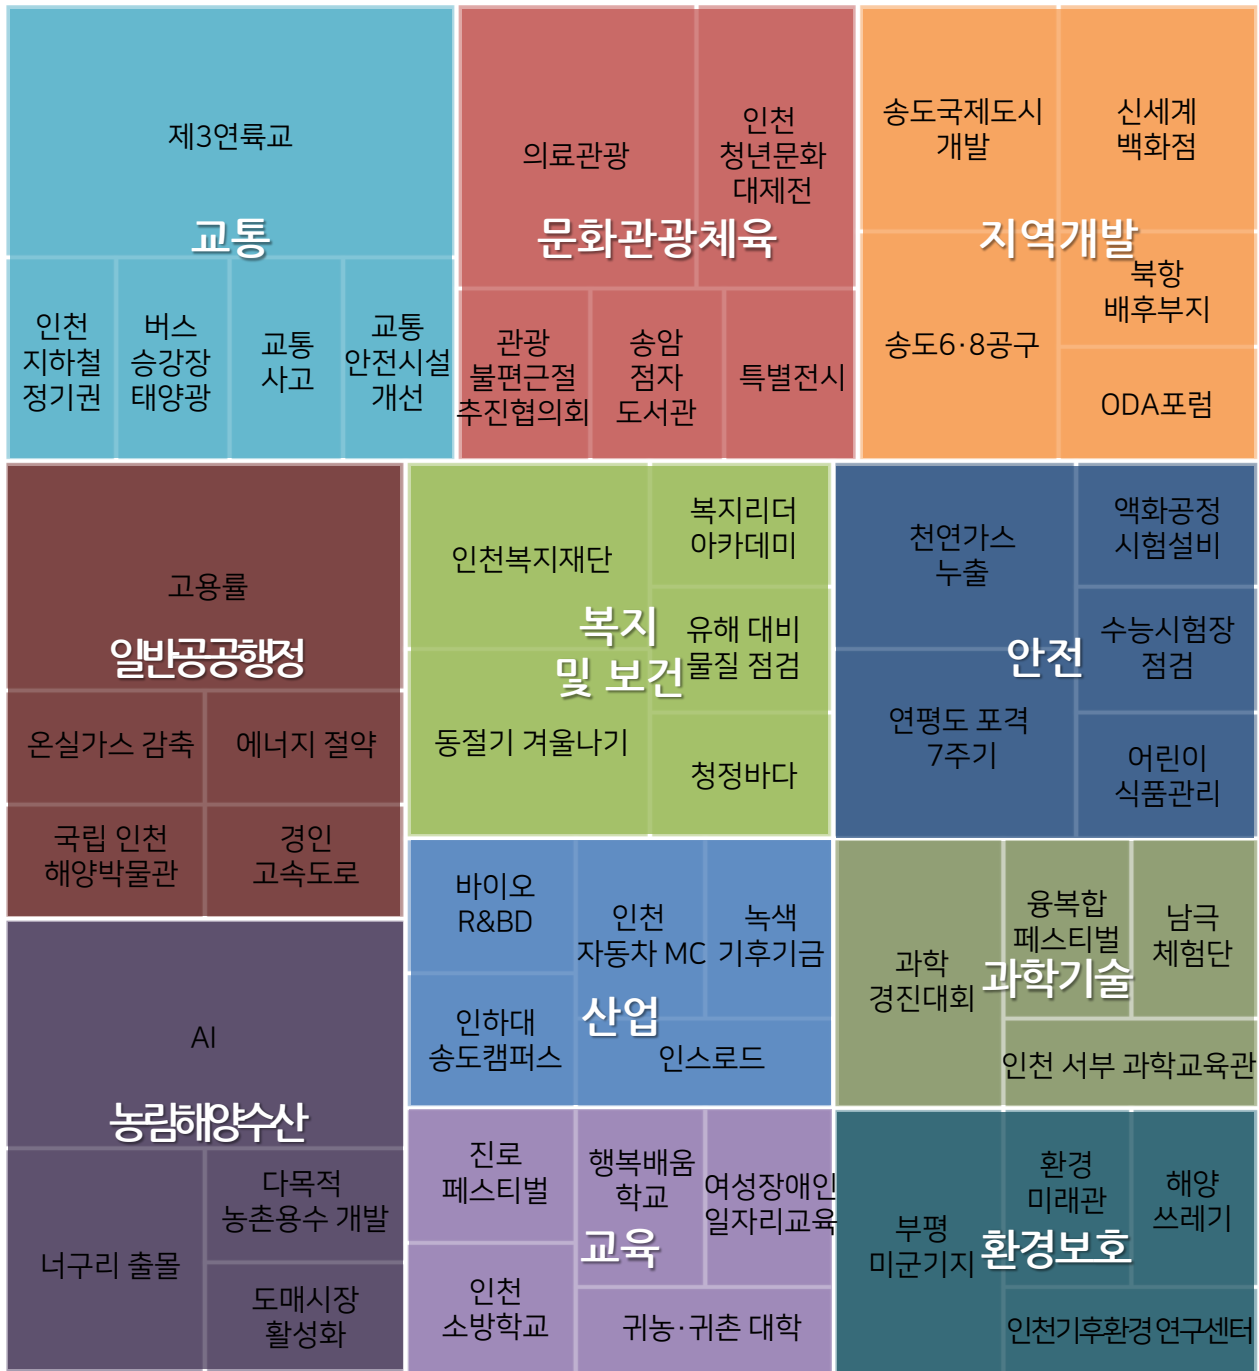 제3연륙교
교통
인천
지하철
정기권
버스
승강장
태양광
교통
사고
교통
안전시설
개선
의료관광
인천
청년문화
대제전
문화관광체육
관광
불편근절
추진협의회
송암
점자
도서관
특별전시
송도국제도시
개발
신세계
백화점
지역개발
송도6·8공구
북항
배후부지
ODA포럼
고용률
일반공공행정
온실가스 감축
에너지 절약
국립 인천
해양박물관
경인
고속도로
인천복지재단
복지리더
아카데미
복지
및 보건
유해 대비
물질 점검
동절기 겨울나기
청정바다
천연가스
누출
액화공정
시험설비
안전
수능시험장
점검
연평도 포격
7주기
어린이
식품관리
AI
농림해양수산
너구리 출몰
다목적
농촌용수 개발
도매시장
활성화
바이오
R&BD
인천
자동차 MC
녹색
기후기금
산업
인하대
송도캠퍼스
인스로드
과학
경진대회
융복합
페스티벌
남극
체험단
과학기술
인천 서부 과학교육관
진로
페스티벌
행복배움
학교
여성장애인
일자리교육
교육
인천
소방학교
귀농·귀촌 대학
부평
미군기지
환경
미래관
해양
쓰레기
환경보호
인천기후환경연구센터